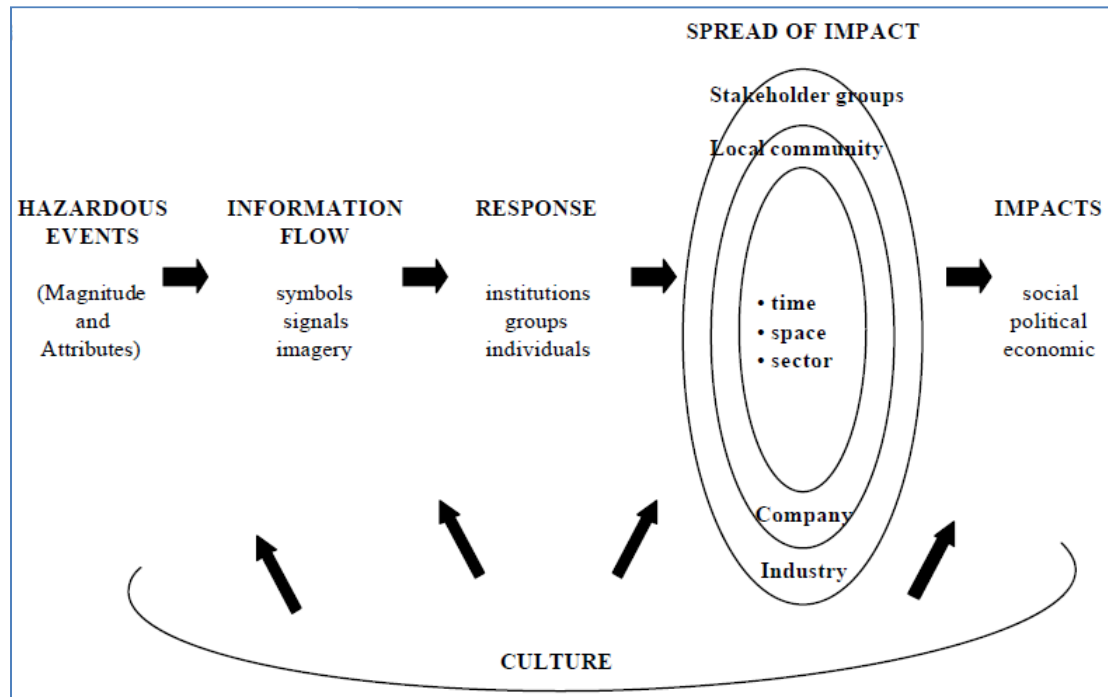 SPREAD OF IMPACT
Stakeholder groups
Local community
HAZARDOUS
EVENTS
(Magnitude
and
Attributes)
INFORMATION
FLOW
symbols
signals
imagery
RESPONSE
institutions
groups
individuals
• time
• space
• sector
Company
Industry
IMPACTS
social
political
economic
CULTURE